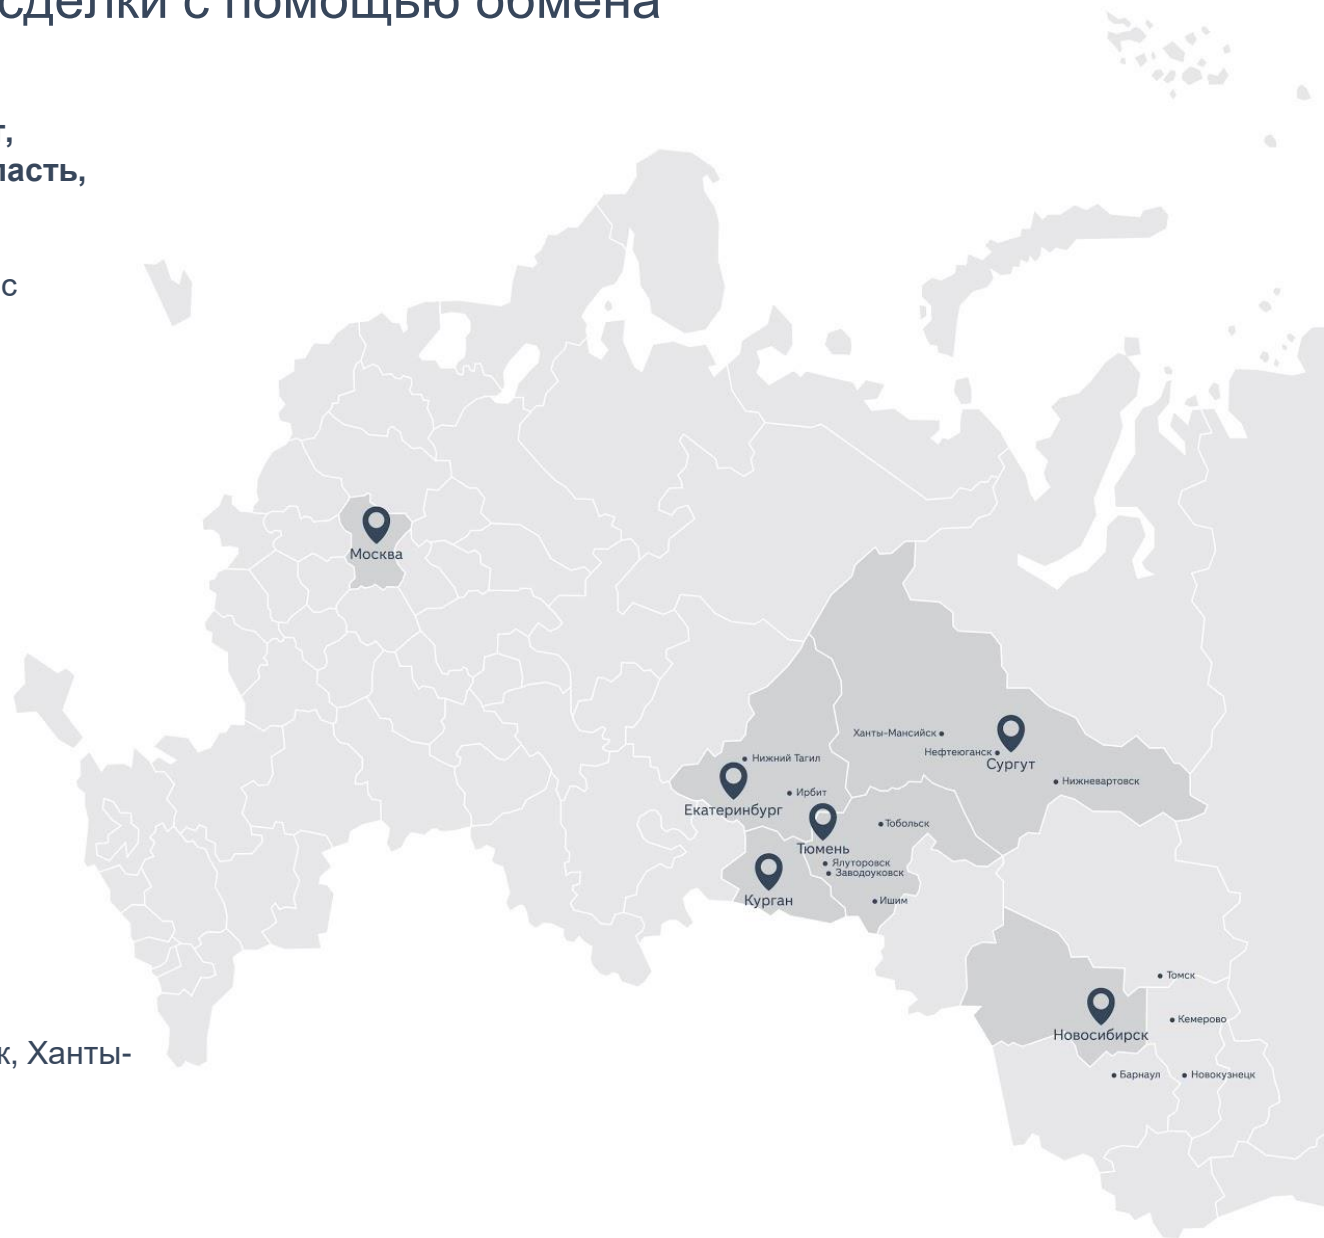 сделки с помощью обмена
т,
ласть,
с
Москва
Ханты-Мансийск
Нефтеюганск
Сургут
Нижний Тагил
Нижневартовск
Ирбит
Екатеринбург
Тобольск
Тюмень
Ялуторовск
Заводоуковск
Курган
Ишим
Томск
Кемерово
Новосибирск
к, Ханты-
Барнаул
Новокузнецк